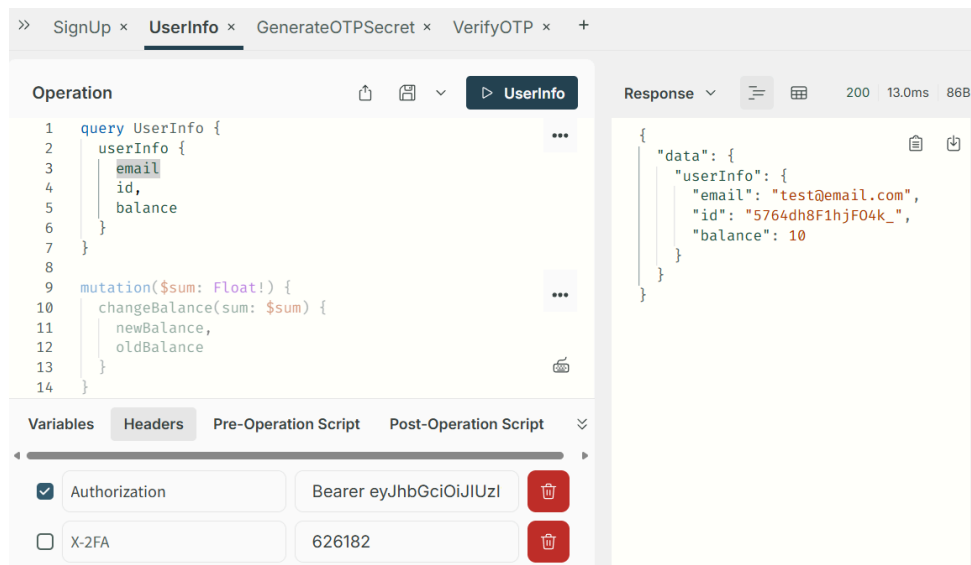 SignUp × UserInfo × GenerateOTPSecret × VerifyOTP × +
Operation
UserInfo
1 query UserInfo {
2 userInfo {
3 email
4 id,
5 balance
6 }
7 }
8
9 mutation($sum: Float!) {
10 changeBalance(sum: $sum) {
11 newBalance,
12 oldBalance
13 }
14 }
Variables Headers Pre-Operation Script Post-Operation Script
Authorization Bearer eyJhbGciOiJIUzI
X-2FA 626182
Response 200 13.0ms 86B
{
"data": {
"userInfo": {
"email": "test@email.com",
"id": "5764dh8F1hjFO4k_",
"balance": 10
}
}
}